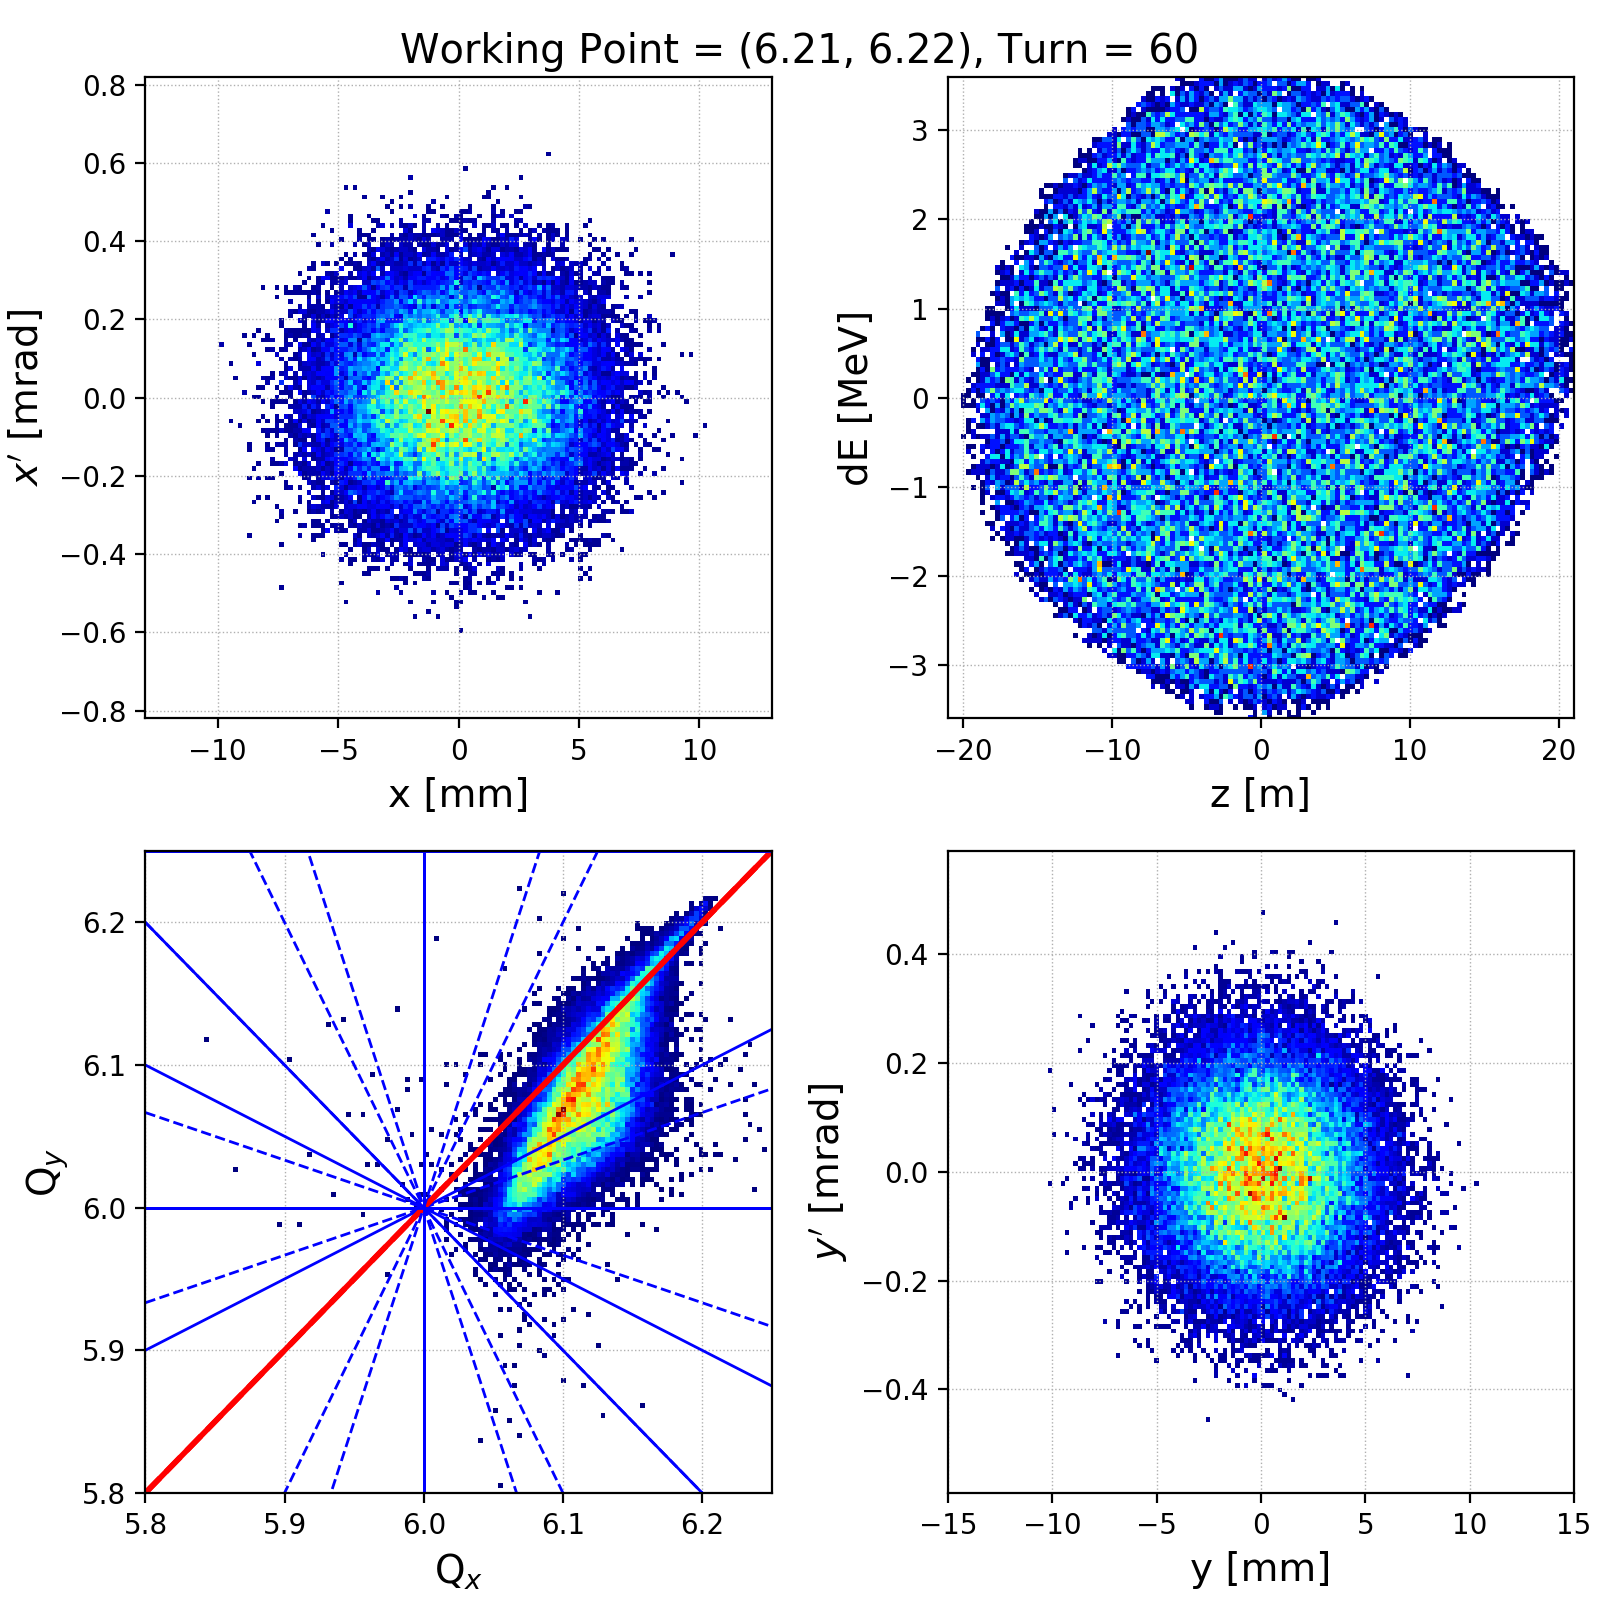 Working Point = (6.21, 6.22), Turn = 60
0.8
0.6
0.4
0.2
0.0
−0.2
−0.4
−0.6
−0.8
x′ [mrad]
−10 −5 0 5 10
x [mm]
3
2
1
0
−1
−2
−3
dE [MeV]
−20 −10 0 10 20
z [m]
6.2
6.1
6.0
5.9
5.8
Qy
5.8 5.9 6.0 6.1 6.2
Qx
0.4
0.2
0.0
−0.2
−0.4
y′ [mrad]
−15 −10 −5 0 5 10 15
y [mm]